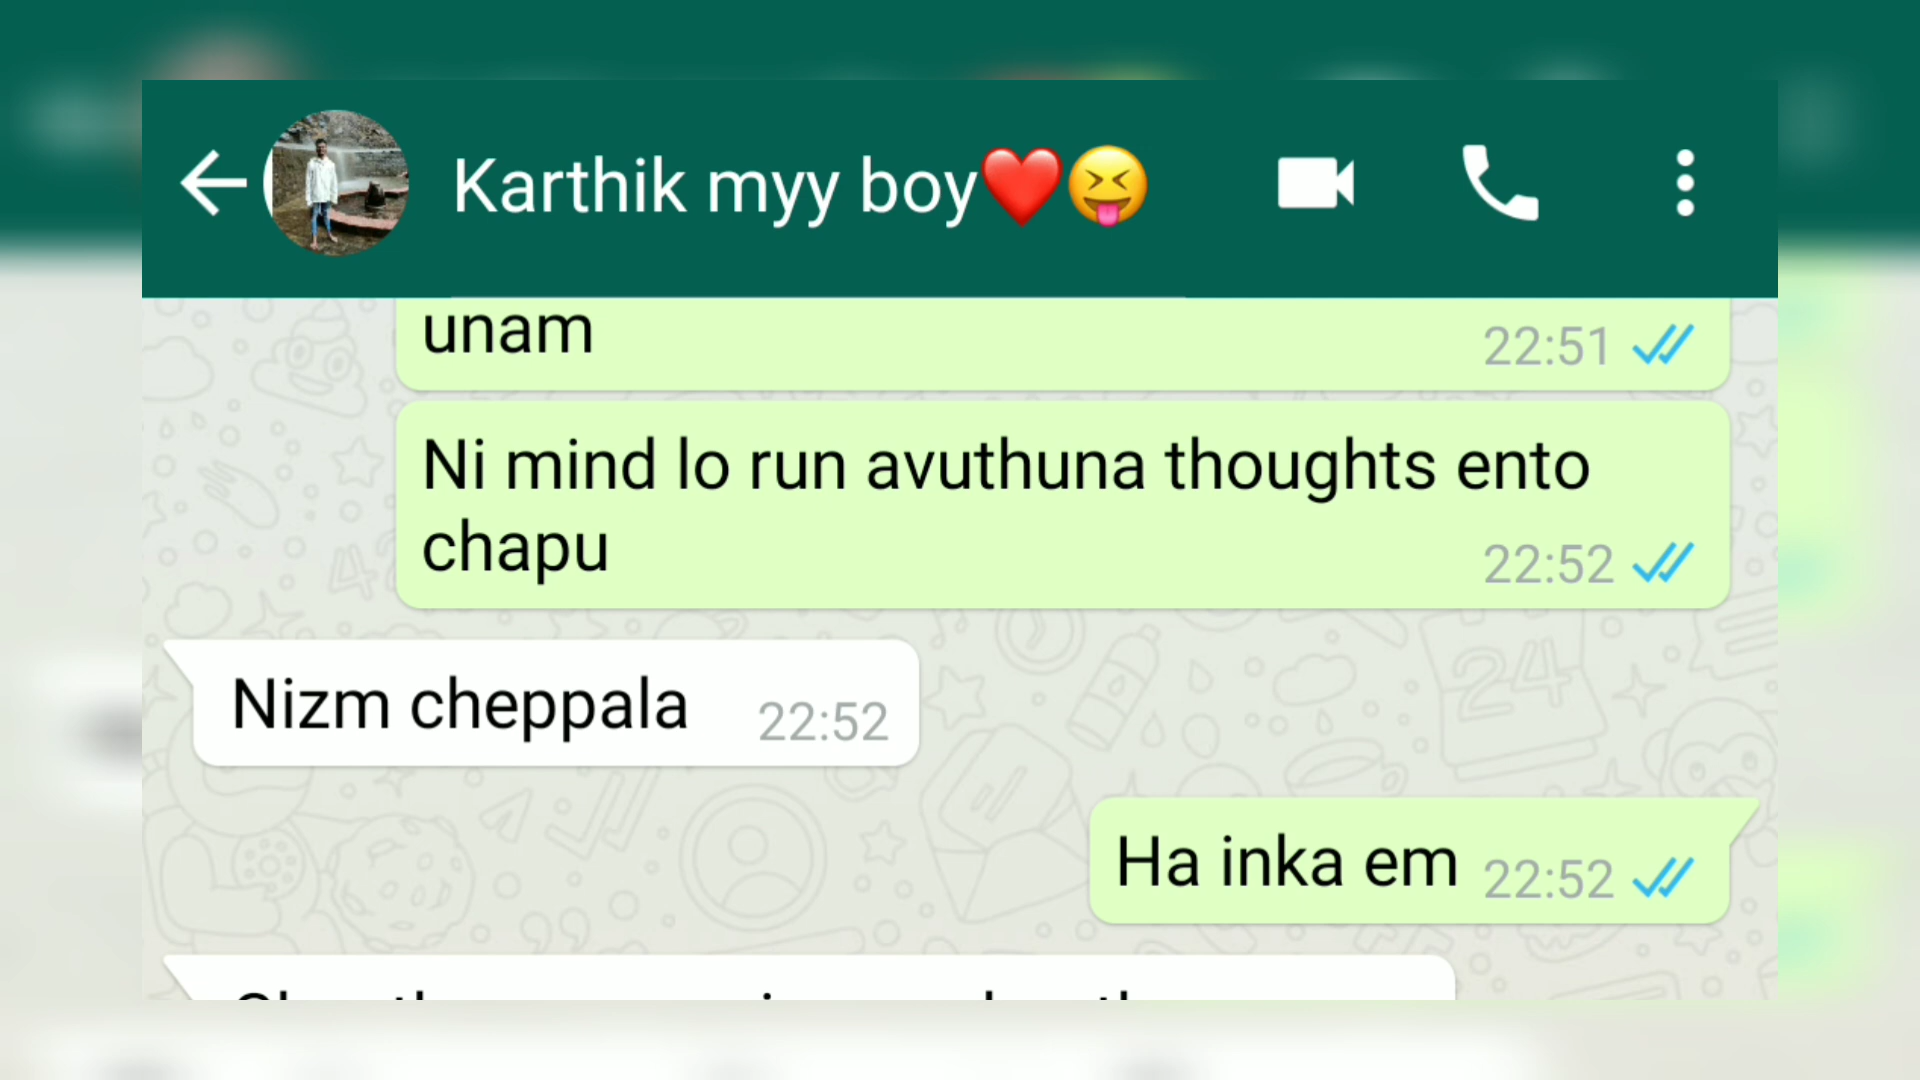 Karthik myy boy❤️😝
unam
22:51
Ni mind lo run avuthuna thoughts ento
chapu
22:52
Nizm cheppala 22:52
Ha inka em 22:52